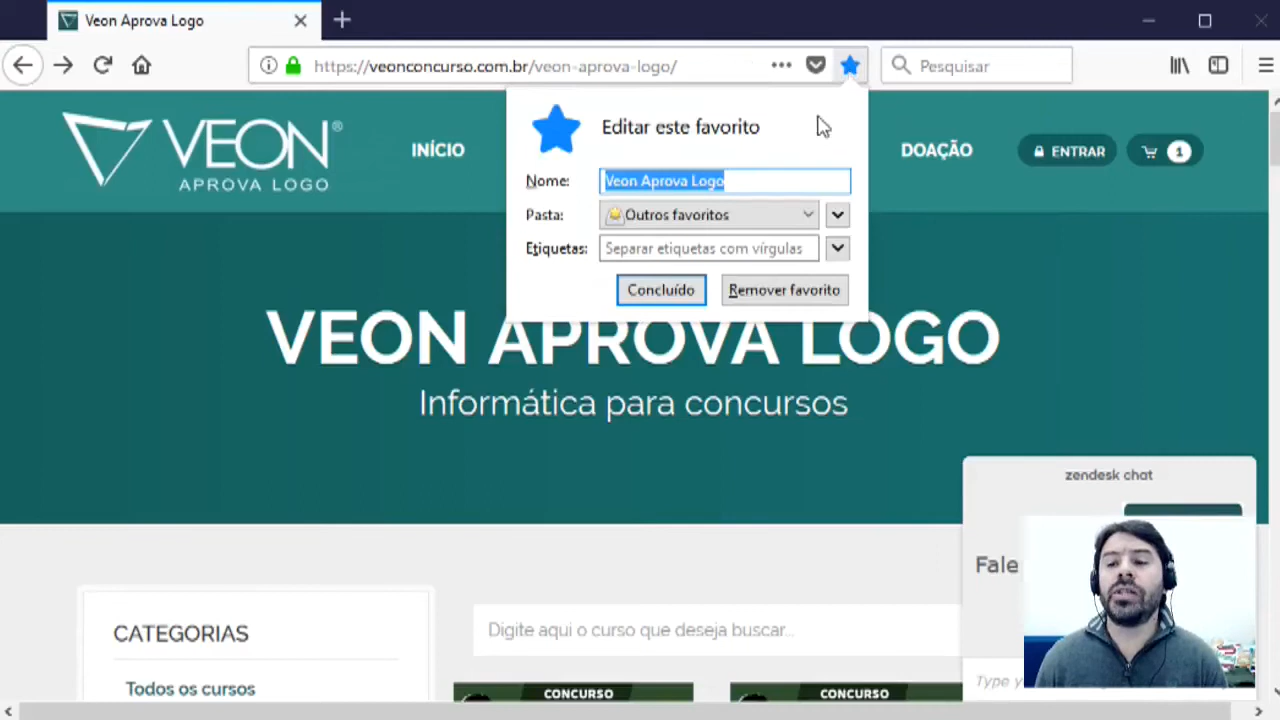 Veon Aprova Logo
https://veonconcurso.com.br/veon-aprova-logo/
Pesquisar
VEON®
APROVA LOGO
INÍCIO
DOAÇÃO
ENTRAR
1
Editar este favorito
Nome:
Veon Aprova Logo
Pasta:
Outros favoritos
Etiquetas:
Separar etiquetas com vírgulas
Concluído
Remover favorito
VEON APROVA LOGO
Informática para concursos
zendesk chat
Fale
CATEGORIAS
Digite aqui o curso que deseja buscar...
Todos os cursos
CONCURSO
CONCURSO
Type y